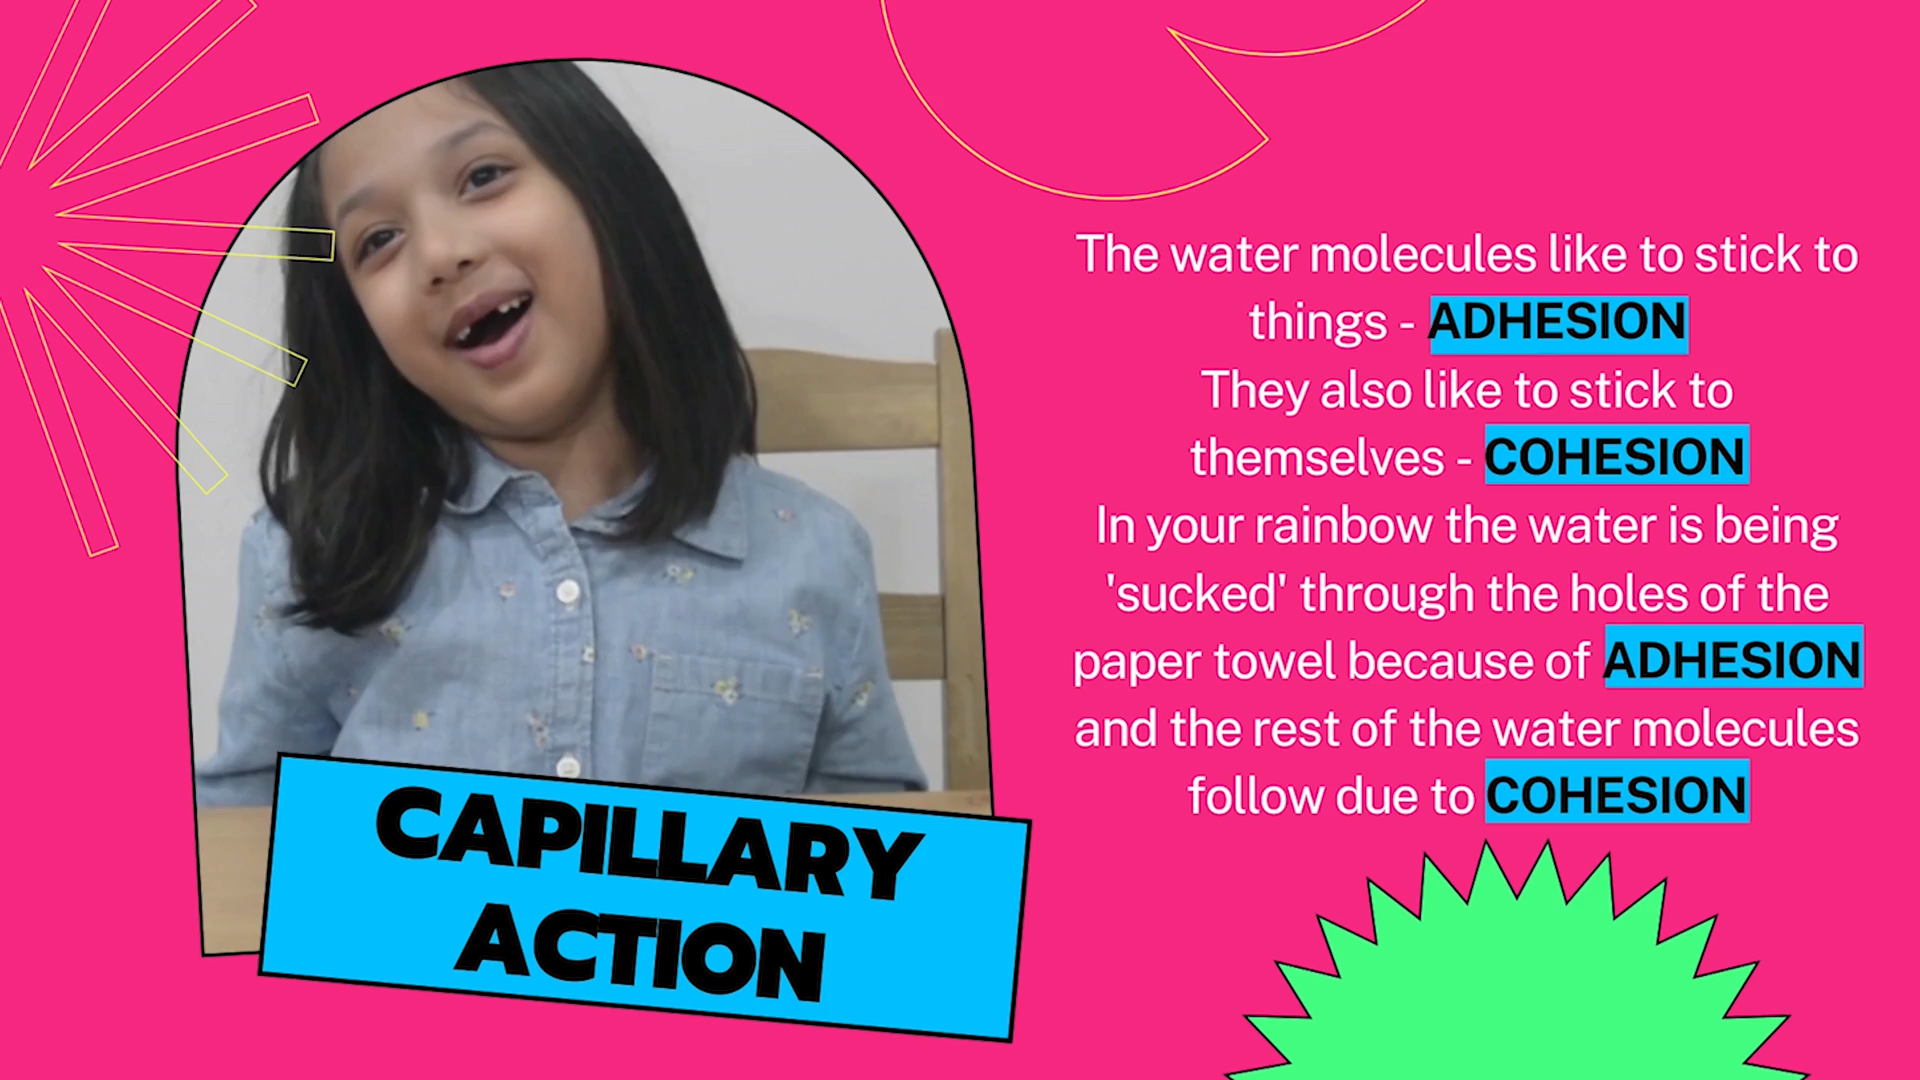 The water molecules like to stick to
things - ADHESION
They also like to stick to
themselves - COHESION
In your rainbow the water is being
'sucked' through the holes of the
paper towel because of ADHESION
and the rest of the water molecules
follow due to COHESION
CAPILLARY
ACTION